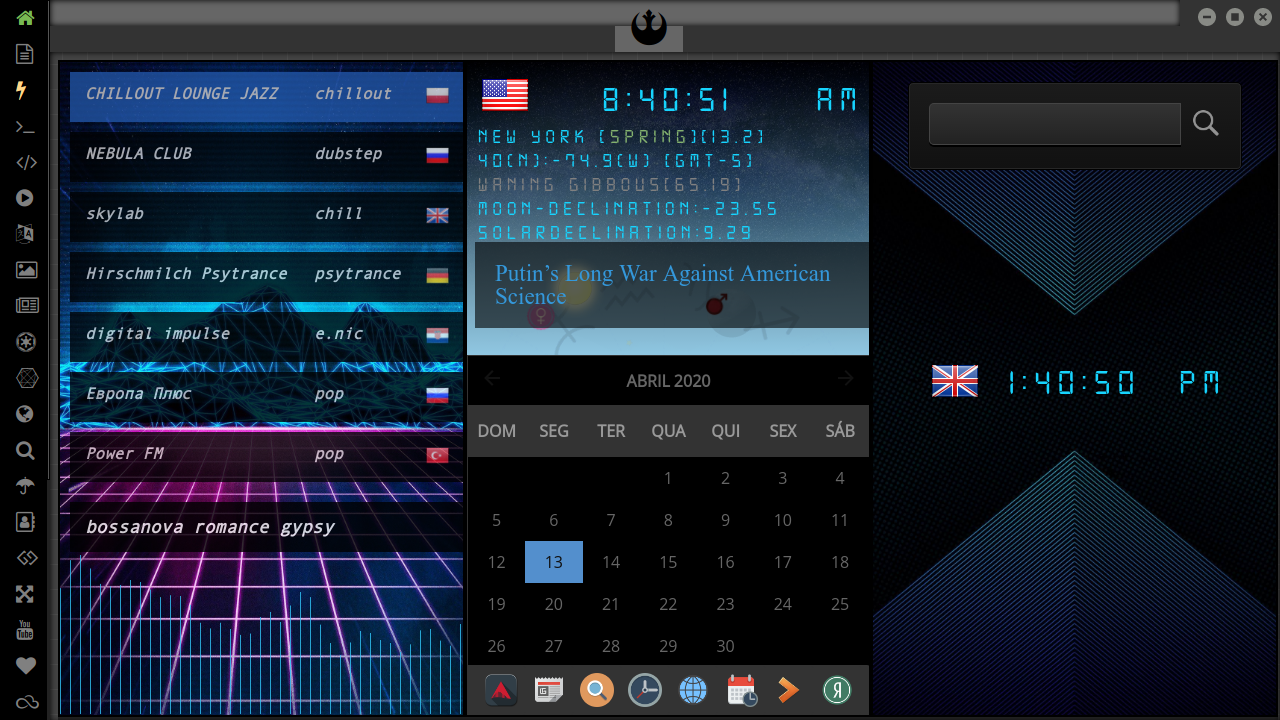 CHILLOUT LOUNGE JAZZ chillout
NEBULA CLUB dubstep
skylab chill
Hirschmilch Psytrance psytrance
digital impulse e.nic
Европа Плюс pop
Power FM pop
bossanova romance gypsy
8:40:51 AM
NEW YORK [SPRING][13.2]
40(N):-74.9(W) [GMT-5]
WANING GIBBOUS[65.19]
MOON-DECLINATION:-23.55
SOLARDECLINATION:9.29
Putin’s Long War Against American
Science
ABRIL 2020
DOM SEG TER QUA QUI SEX SÁB
1 2 3 4
5 6 7 8 9 10 11
12 13 14 15 16 17 18
19 20 21 22 23 24 25
26 27 28 29 30
Я
1:40:50 PM
You
Tube